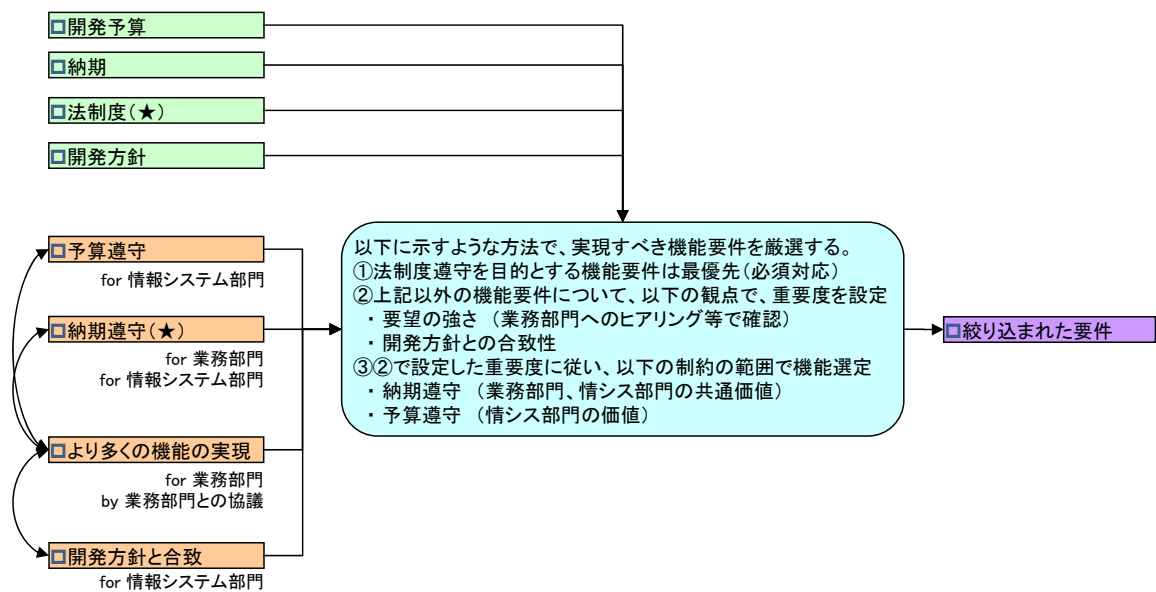 開発予算
納期
法制度(★)
開発方針
予算遵守
for 情報システム部門
納期遵守(★)
for 業務部門
for 情報システム部門
より多くの機能の実現
for 業務部門
by 業務部門との協議
開発方針と合致
for 情報システム部門
以下に示すような方法で、実現すべき機能要件を厳選する。
①法制度遵守を目的とする機能要件は最優先(必須対応)
②上記以外の機能要件について、以下の観点で、重要度を設定
・ 要望の強さ (業務部門へのヒアリング等で確認)
・ 開発方針との合致性
③②で設定した重要度に従い、以下の制約の範囲で機能選定
・ 納期遵守 (業務部門、情シス部門の共通価値)
・ 予算遵守 (情シス部門の価値)
絞り込まれた要件